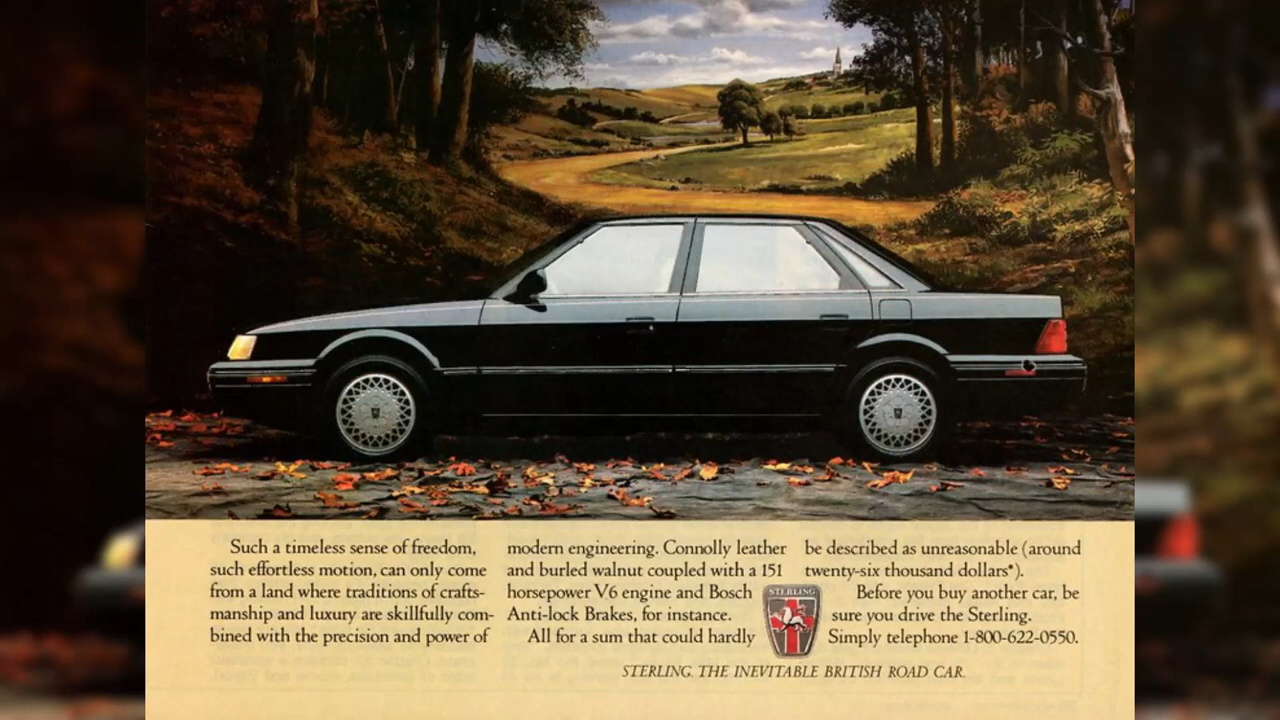 Such a timeless sense of freedom,
such effortless motion, can only come
from a land where traditions of crafts-
manship and luxury are skillfully com-
bined with the precision and power of
modern engineering. Connolly leather
and burled walnut coupled with a 151
horsepower V6 engine and Bosch
Anti-lock Brakes, for instance.
All for a sum that could hardly
be described as unreasonable (around
twenty-six thousand dollars*).
Before you buy another car, be
sure you drive the Sterling.
Simply telephone 1-800-622-0550.
STERLING
STERLING. THE INEVITABLE BRITISH ROAD CAR.